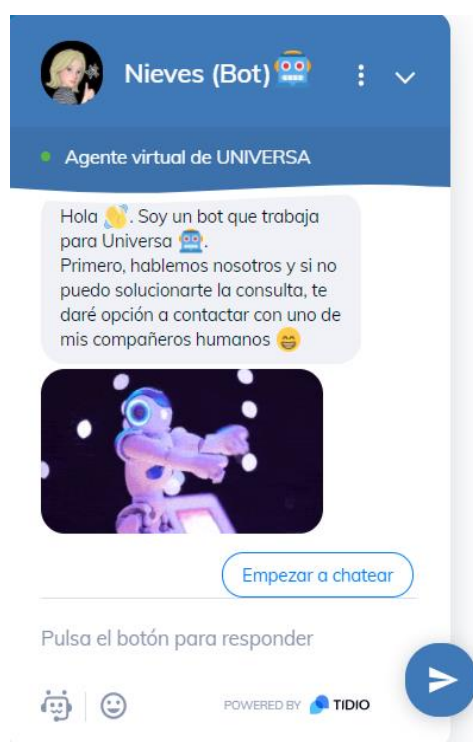 Nieves (Bot)🤖
Agente virtual de UNIVERSA
Hola 👋. Soy un bot que trabaja
para Universa 🤖.
Primero, hablemos nosotros y si no
puedo solucionarte la consulta, te
daré opción a contactar con uno de
mis compañeros humanos 😄
Empezar a chatear
Pulsa el botón para responder
POWERED BY TIDIO